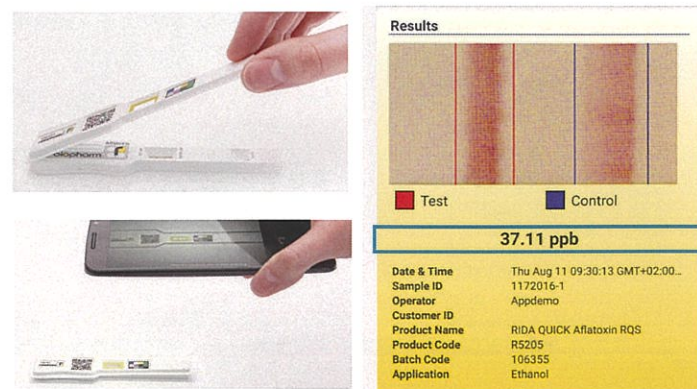 Results
Test
Control
37.11 ppb
Date & Time Thu Aug 11 09:30:13 GMT+02:00...
Sample ID 1172016-1
Operator Appdemo
Customer ID
Product Name RIDA QUICK Aflatoxin RQS
Product Code R5205
Batch Code 106355
Application Ethanol